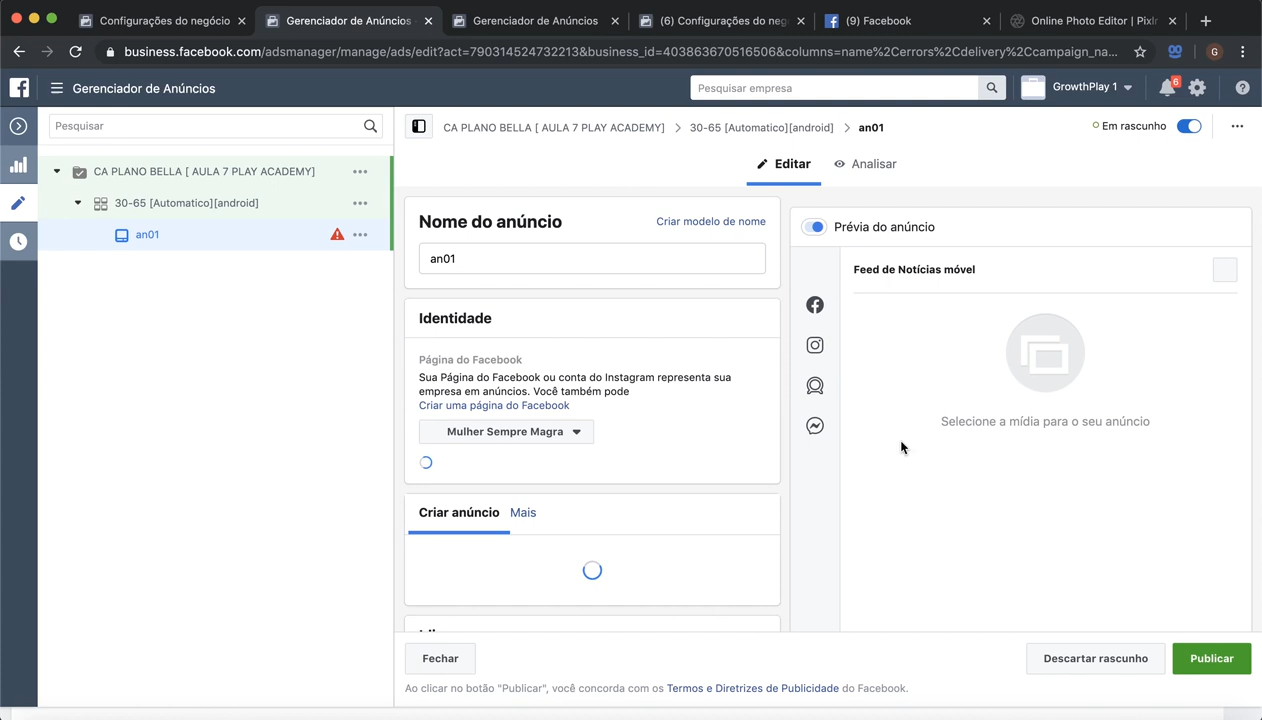 Configurações do negócio
Gerenciador de Anúncios
Gerenciador de Anúncios
(6) Configurações do neg
(9) Facebook
Online Photo Editor | Pixlr
business.facebook.com/adsmanager/manage/ads/edit?act=790314524732213&business_id=403863670516506&columns=name%2Cerrors%2Cdelivery%2Ccampaign_na...
G
Gerenciador de Anúncios
Pesquisar empresa
GrowthPlay 1
6
Pesquisar
CA PLANO BELLA [ AULA 7 PLAY ACADEMY] > 30-65 [Automatico][android] > an01
Em rascunho
Editar
Analisar
CA PLANO BELLA [ AULA 7 PLAY ACADEMY]
30-65 [Automatico][android]
an01
Nome do anúncio
Criar modelo de nome
an01
Prévia do anúncio
Feed de Notícias móvel
Selecione a mídia para o seu anúncio
Identidade
Página do Facebook
Sua Página do Facebook ou conta do Instagram representa sua
empresa em anúncios. Você também pode
Criar uma página do Facebook
Mulher Sempre Magra
Criar anúncio
Mais
Fechar
Descartar rascunho
Publicar
Ao clicar no botão "Publicar", você concorda com os Termos e Diretrizes de Publicidade do Facebook.